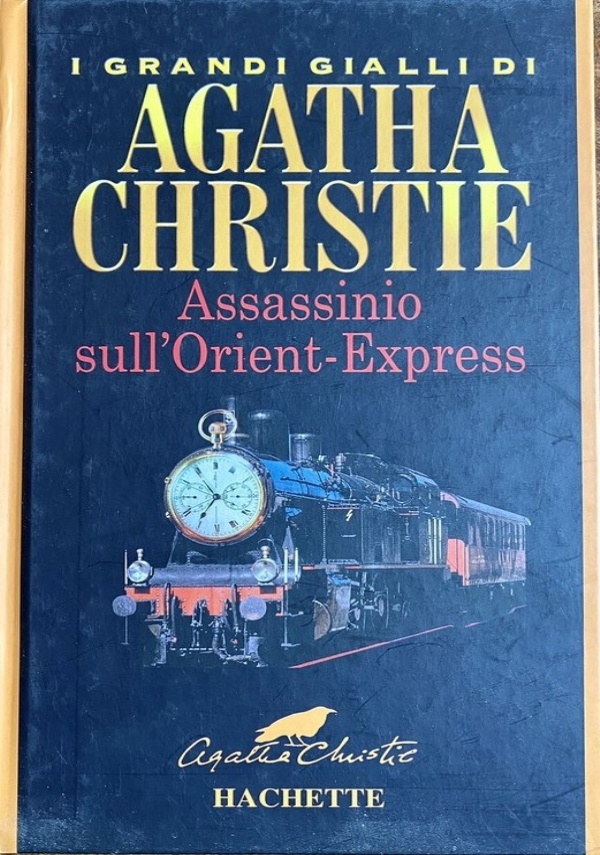 I GRANDI GIALLI DI
AGATHA
CHRISTIE
Assassinio
sull'Orient-Express
Agatha Christie
HACHETTE